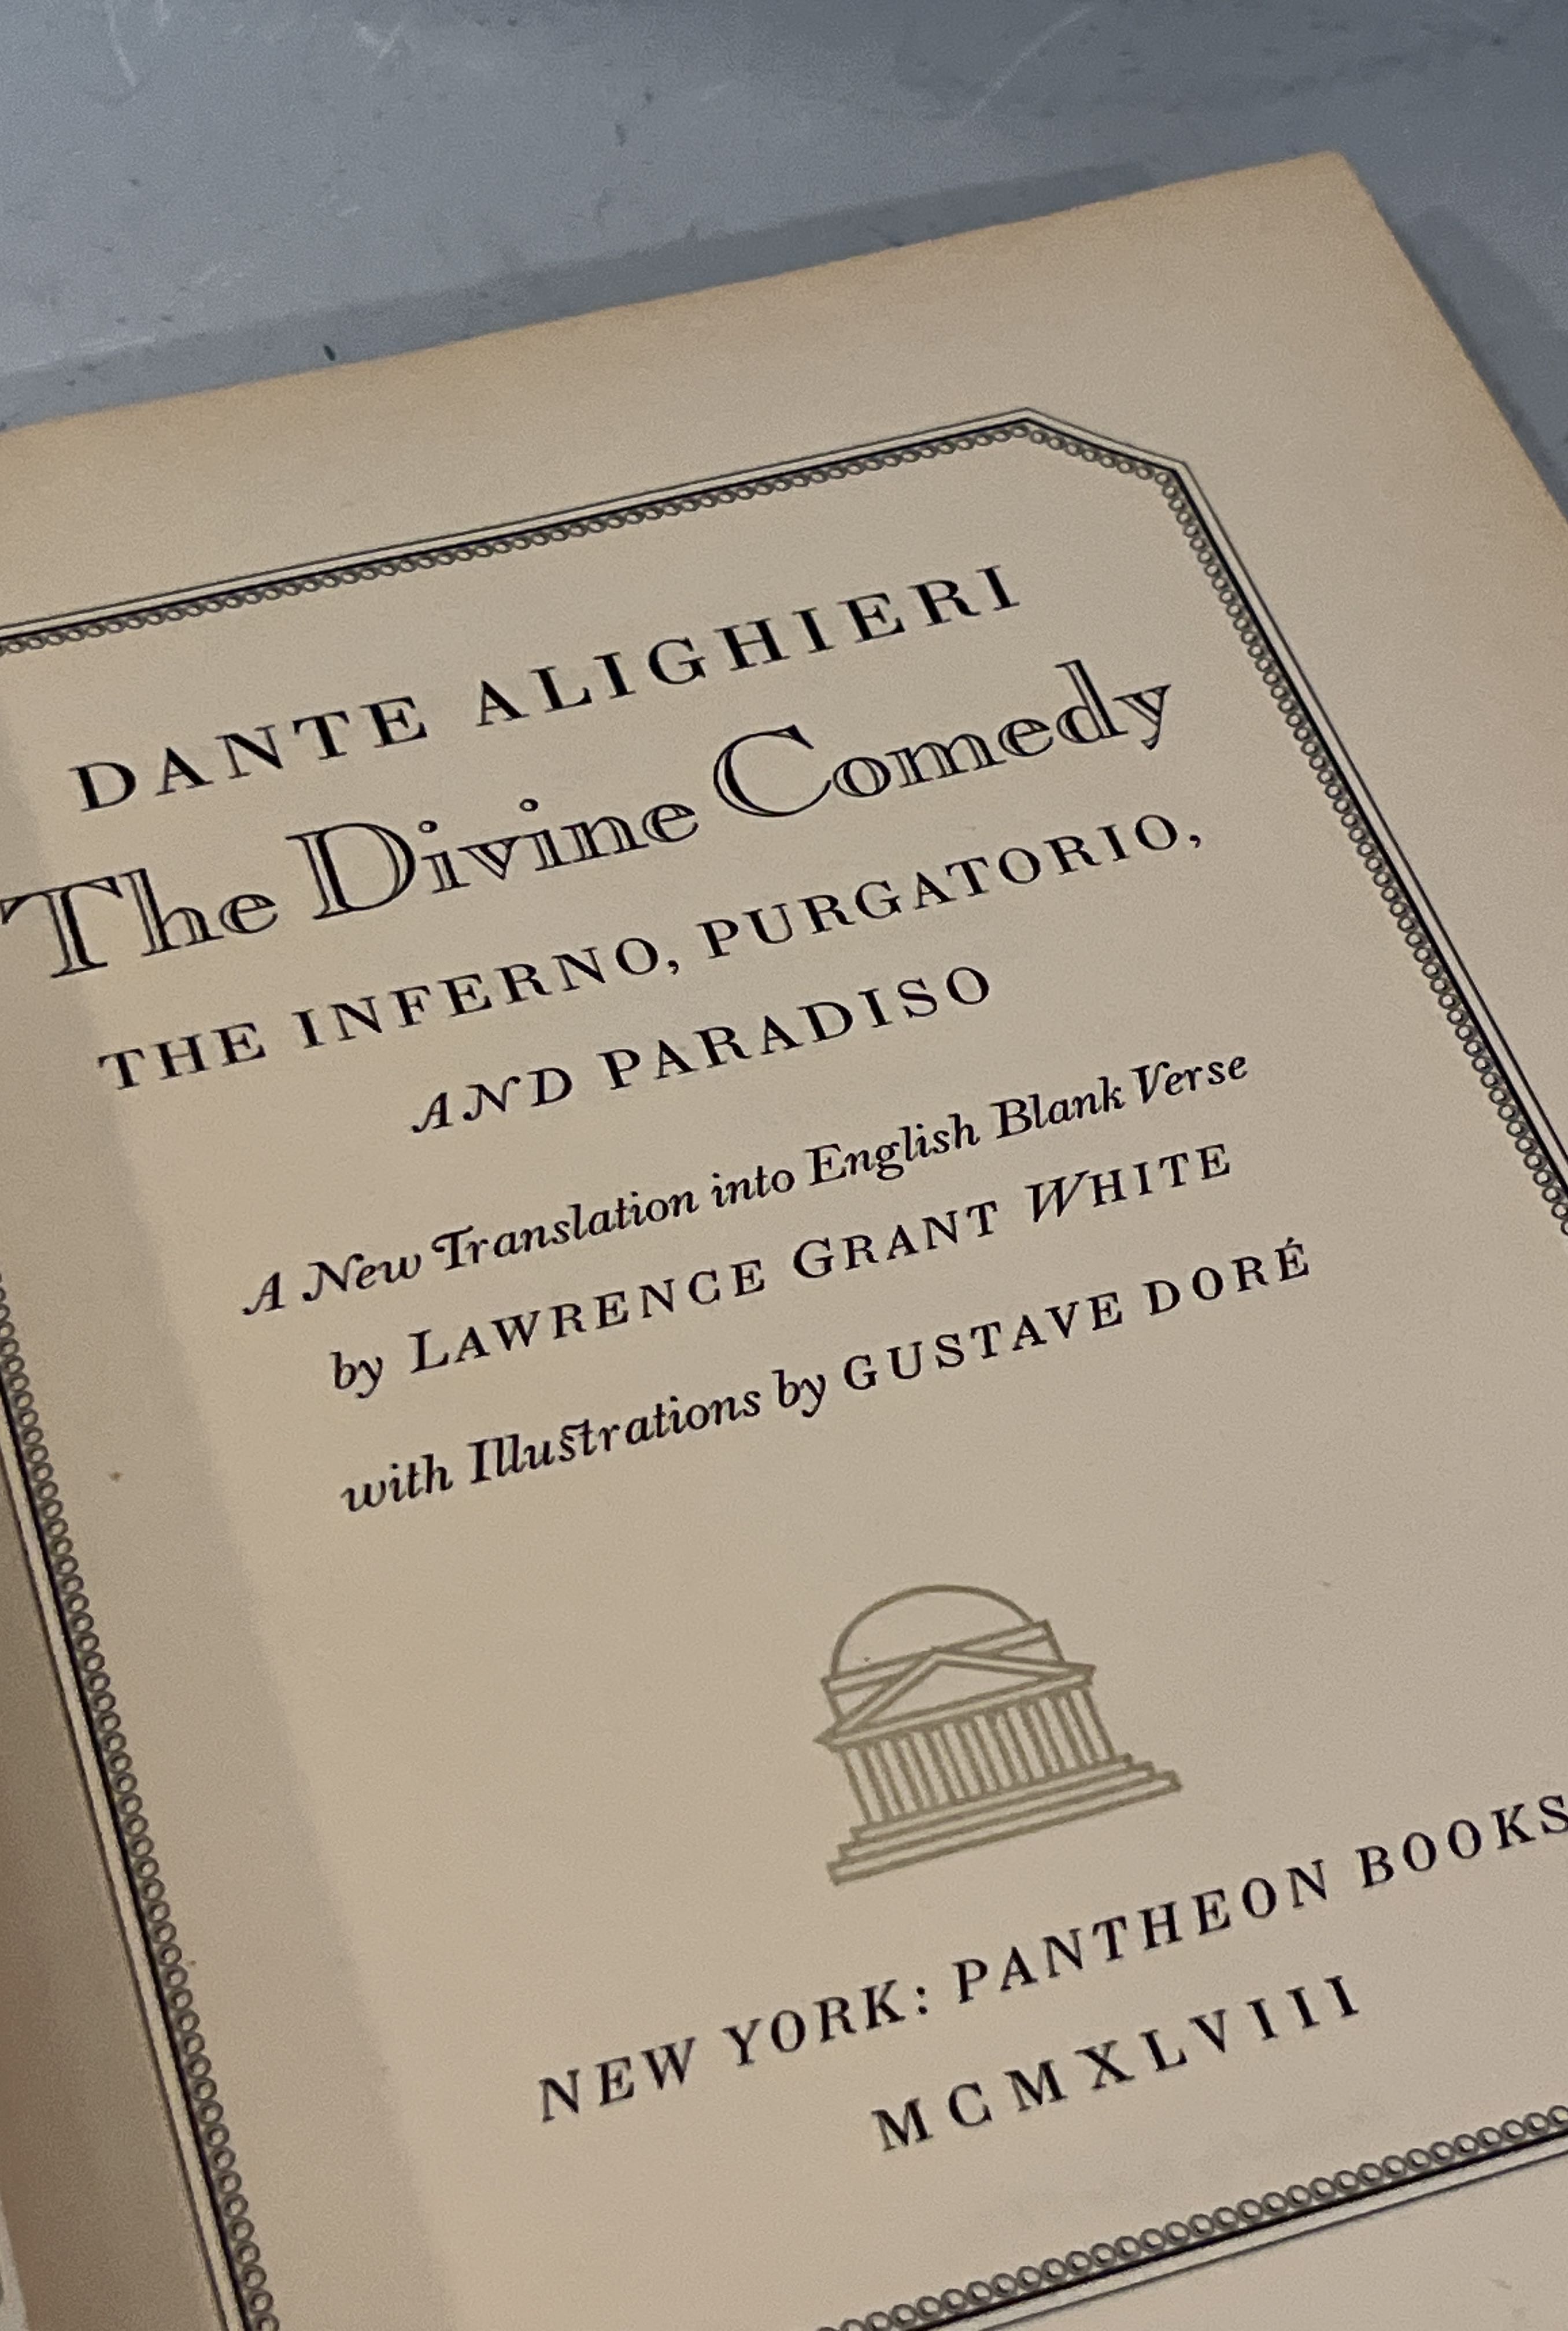 DANTE ALIGHIERI
The Divine Comedy
THE INFERNO, PURGATORIO,
AND PARADISO
A New Translation into English Blank Verse
by LAWRENCE GRANT WHITE
with Illustrations by GUSTAVE DORÉ
NEW YORK: PANTHEON BOOKS
MCMXLVIII